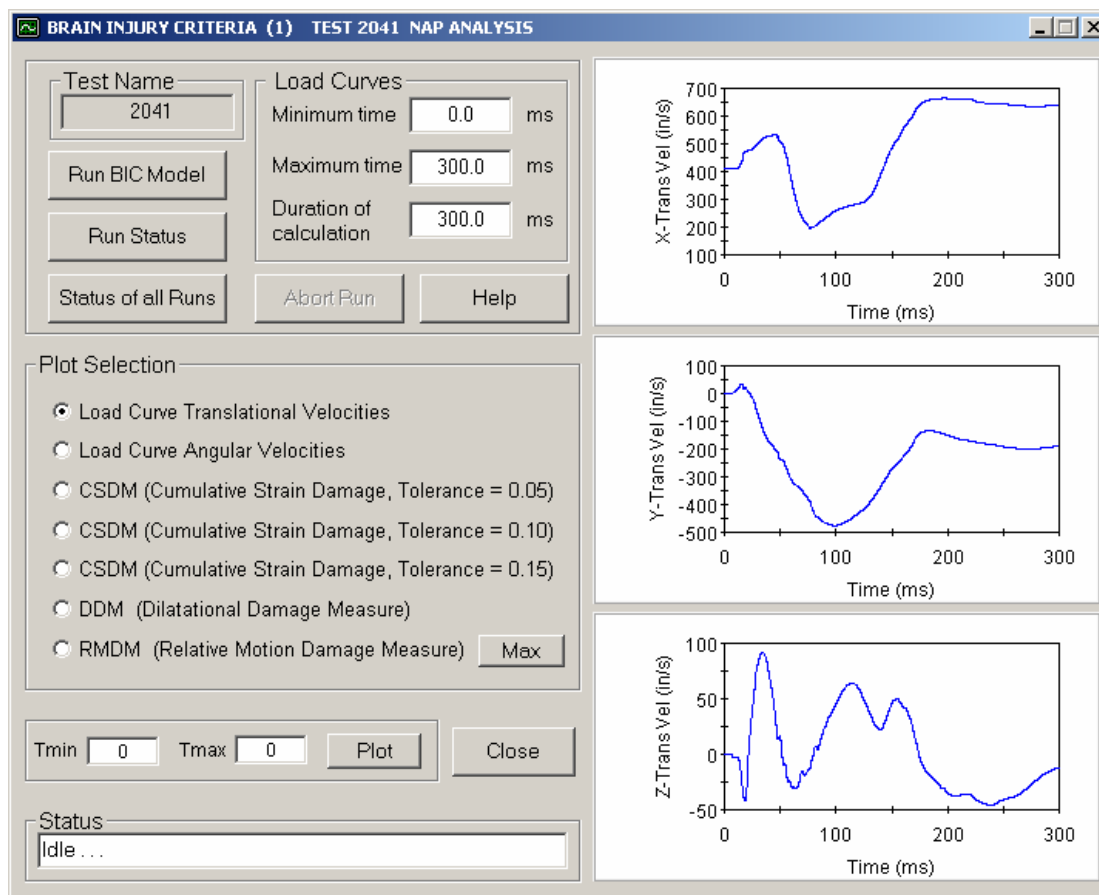 BRAIN INJURY CRITERIA (1) TEST 2041 NAP ANALYSIS
Test Name
2041
Run BIC Model
Run Status
Status of all Runs
Load Curves
Minimum time 0.0 ms
Maximum time 300.0 ms
Duration of
calculation 300.0 ms
Abort Run
Help
Plot Selection
Load Curve Translational Velocities
Load Curve Angular Velocities
CSDM (Cumulative Strain Damage, Tolerance = 0.05)
CSDM (Cumulative Strain Damage, Tolerance = 0.10)
CSDM (Cumulative Strain Damage, Tolerance = 0.15)
DDM (Dilatational Damage Measure)
RMDM (Relative Motion Damage Measure) Max
Tmin 0 Tmax 0 Plot
Close
Status
Idle . . .
X-Trans Vel (in/s)
700
600
500
400
300
200
100
0 100 200 300
Time (ms)
Y-Trans Vel (in/s)
100
0
-100
-200
-300
-400
-500
0 100 200 300
Time (ms)
Z-Trans Vel (in/s)
100
50
0
-50
0 100 200 300
Time (ms)